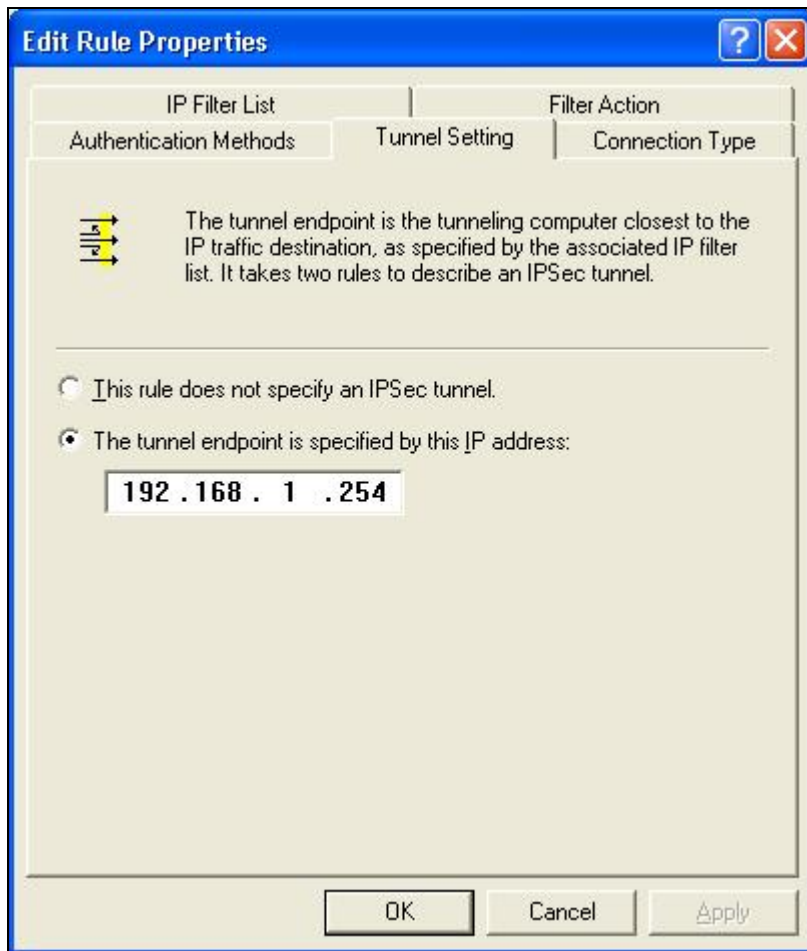 Edit Rule Properties
?
IP Filter List
Filter Action
Authentication Methods
Tunnel Setting
Connection Type
The tunnel endpoint is the tunneling computer closest to the
IP traffic destination, as specified by the associated IP filter
list. It takes two rules to describe an IPSec tunnel.
This rule does not specify an IPSec tunnel.
The tunnel endpoint is specified by this IP address:
192 .168 . 1 .254
OK
Cancel
Apply